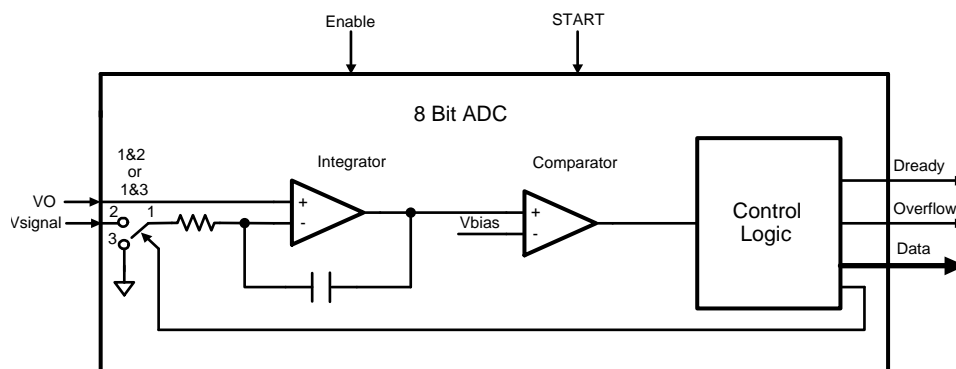 Enable
START
8 Bit ADC
1&2
or
1&3
Integrator
Comparator
Dready
VO
+
Vsignal
2
1
-
3
Vbias
+
-
Control
Logic
Overflow
Data